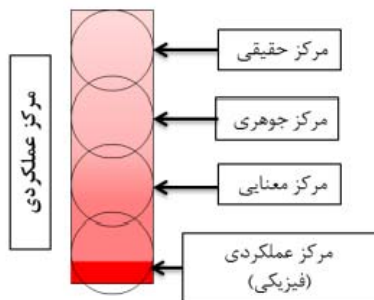 مرکز حقیقی
مرکز جوهری
مرکز معنایی
مرکز عملکردی
(فیزیکی)
مرکز عملکردی